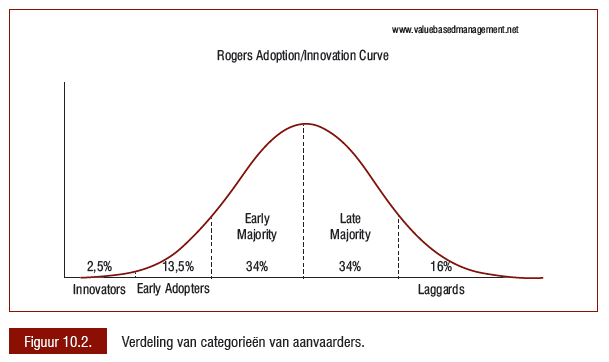 www.valuebasedmanagement.net
Rogers Adoption/Innovation Curve
Early
Majority
Late
Majority
2,5%
13,5%
34%
34%
16%
Innovators
Early Adopters
Laggards
Figuur 10.2.
Verdeling van categorieën van aanvaarders.